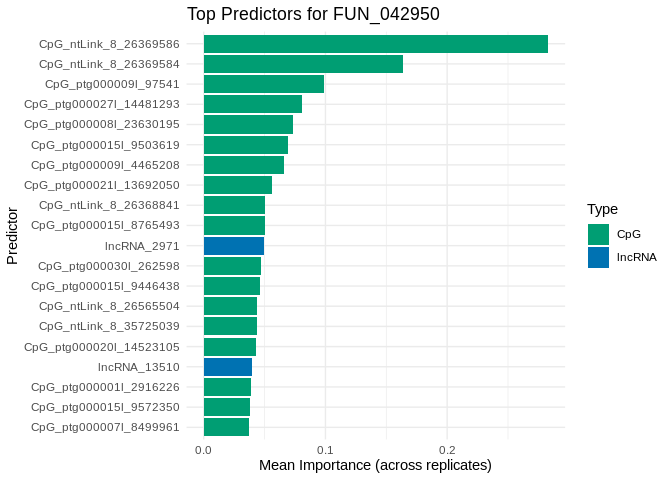 Top Predictors for FUN_042950
Predictor
CpG_ntLink_8_26369586
CpG_ntLink_8_26369584
CpG_ptg000009l_97541
CpG_ptg000027l_14481293
CpG_ptg000008l_23630195
CpG_ptg000015l_9503619
CpG_ptg000009l_4465208
CpG_ptg000021l_13692050
CpG_ntLink_8_26368841
CpG_ptg000015l_8765493
lncRNA_2971
CpG_ptg000030l_262598
CpG_ptg000015l_9446438
CpG_ntLink_8_26565504
CpG_ntLink_8_35725039
CpG_ptg000020l_14523105
lncRNA_13510
CpG_ptg000001l_2916226
CpG_ptg000015l_9572350
CpG_ptg000007l_8499961
0.0 0.1 0.2
Mean Importance (across replicates)
Type
CpG
lncRNA